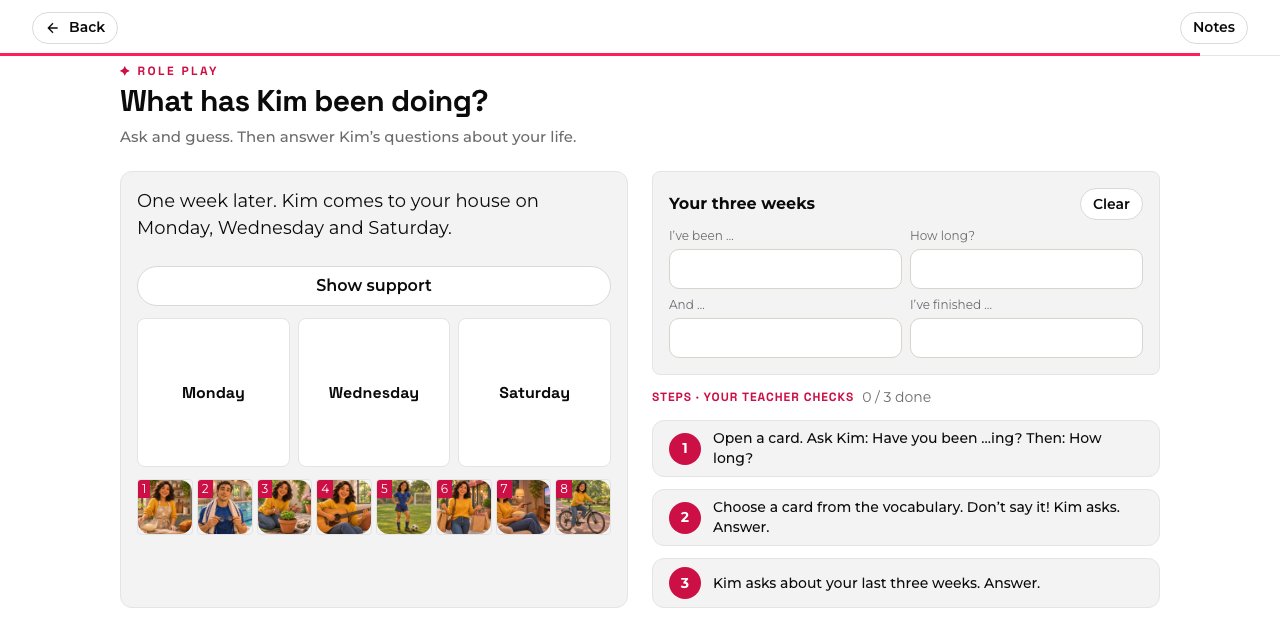 Back
Notes
ROLE PLAY
What has Kim been doing?
Ask and guess. Then answer Kim’s questions about your life.
One week later. Kim comes to your house on
Monday, Wednesday and Saturday.
Show support
Monday
Wednesday
Saturday
1
2
3
4
5
6
7
8
Your three weeks
Clear
I’ve been …
How long?
And …
I’ve finished …
STEPS · YOUR TEACHER CHECKS 0 / 3 done
1
Open a card. Ask Kim: Have you been …ing? Then: How
long?
2
Choose a card from the vocabulary. Don’t say it! Kim asks.
Answer.
3
Kim asks about your last three weeks. Answer.